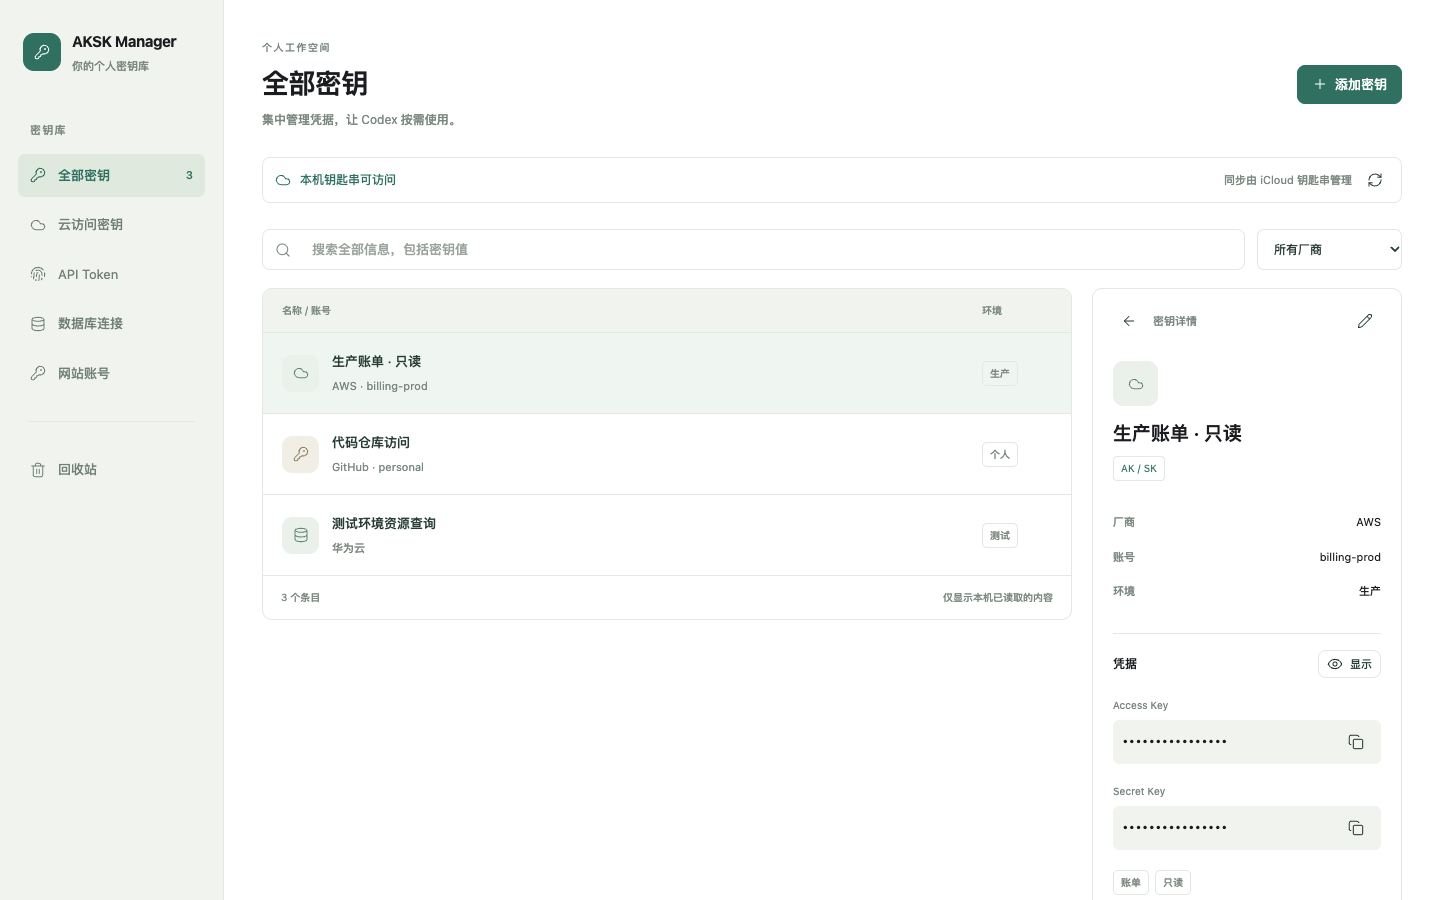 AKSK Manager
你的个人密钥库
密钥库
全部密钥 3
云访问密钥
API Token
数据库连接
网站账号
回收站
个人工作空间
全部密钥
集中管理凭据，让 Codex 按需使用。
添加密钥
本机钥匙串可访问
同步由 iCloud 钥匙串管理
搜索全部信息，包括密钥值
所有厂商
名称 / 账号 环境
生产账单 · 只读
AWS · billing-prod
生产
代码仓库访问
GitHub · personal
个人
测试环境资源查询
华为云
测试
3 个条目
仅显示本机已读取的内容
密钥详情
生产账单 · 只读
AK / SK
厂商 AWS
账号 billing-prod
环境 生产
凭据
显示
Access Key
••••••••••••••••
Secret Key
••••••••••••••••
账单 只读